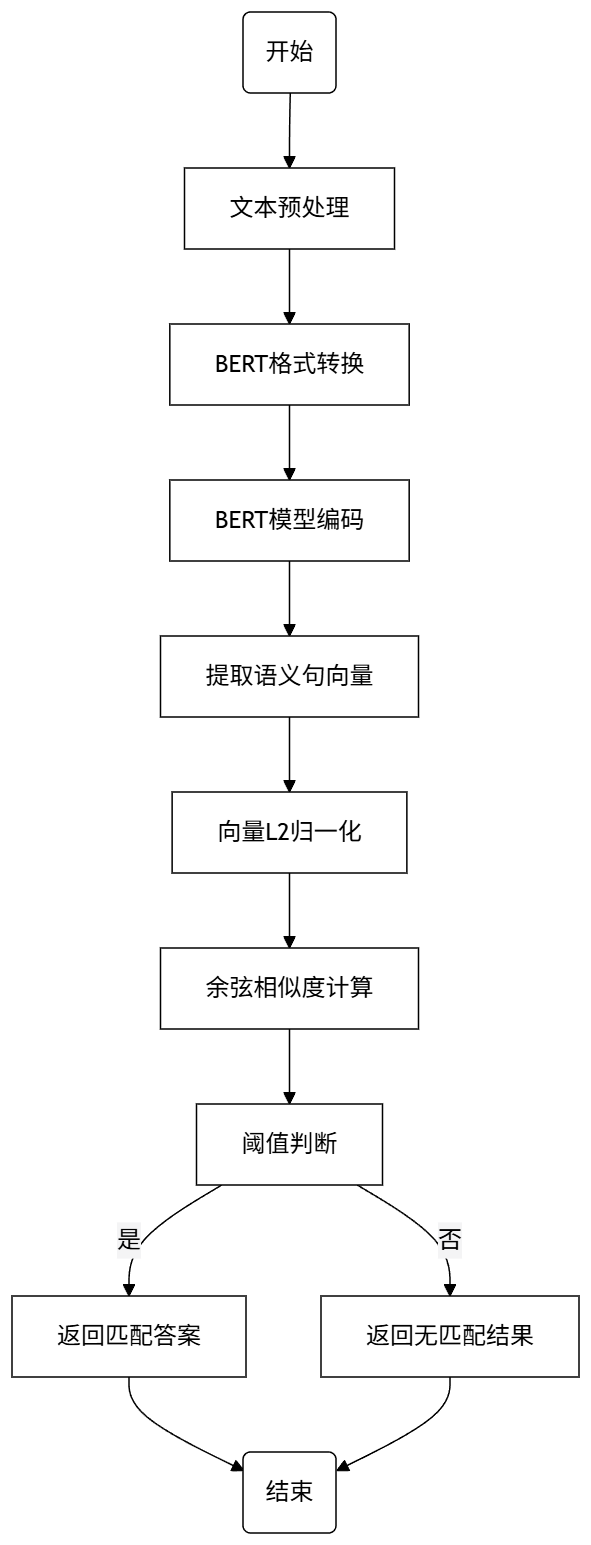 开始
文本预处理
BERT格式转换
BERT模型编码
提取语义句向量
向量L2归一化
余弦相似度计算
阈值判断
是
否
返回匹配答案
返回无匹配结果
结束